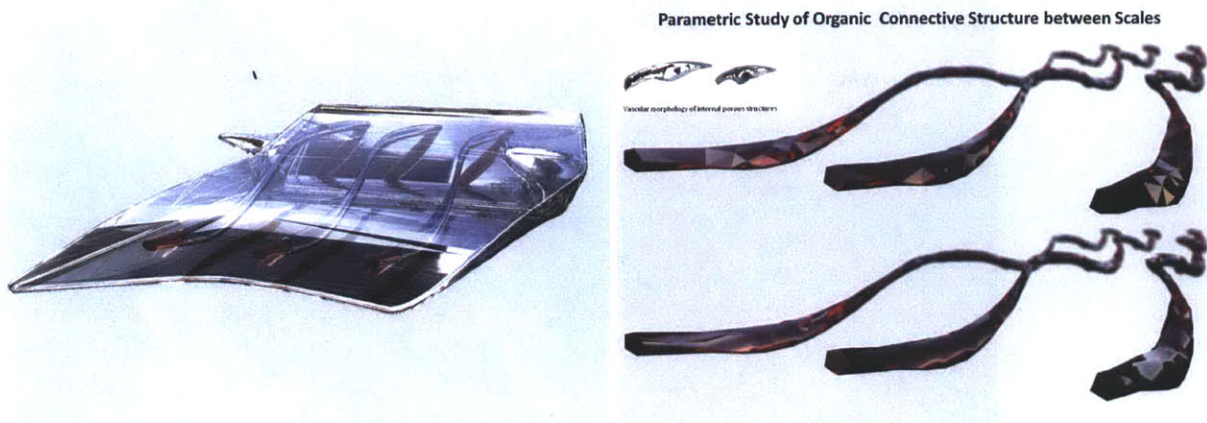 Parametric Study of Organic Connective Structure between Scales
Vascular morphology of internal porous structures